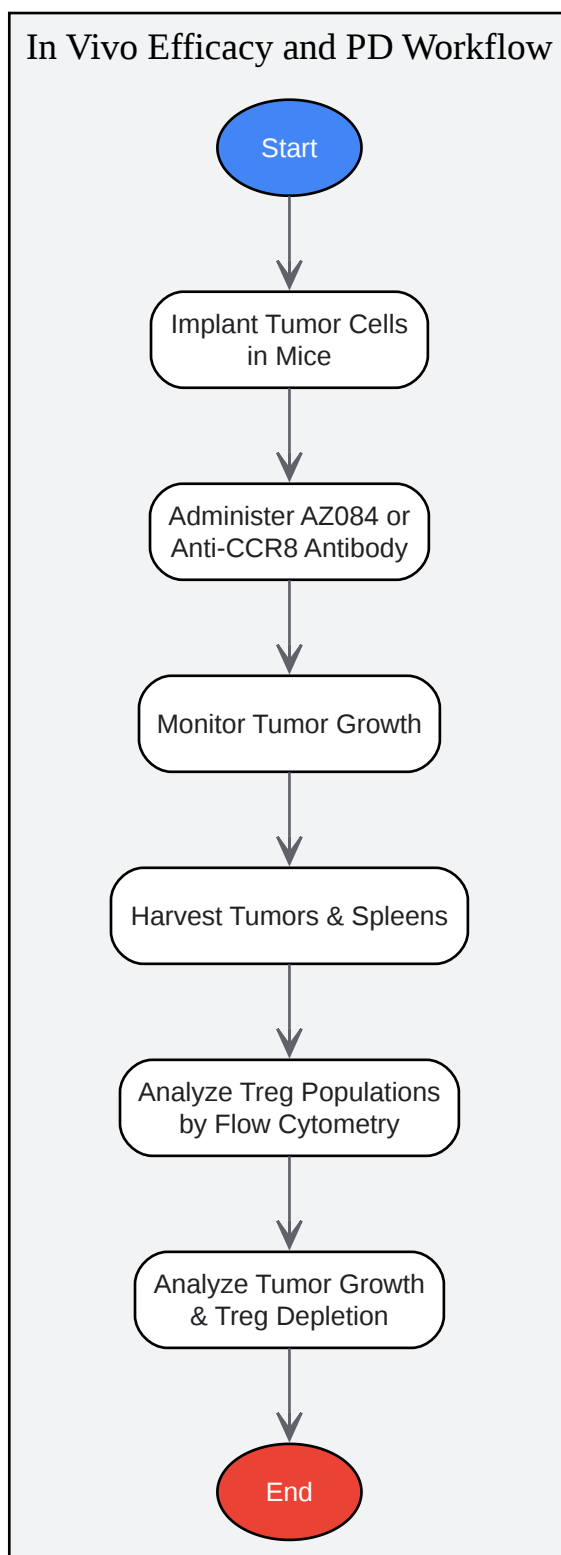 In Vivo Efficacy and PD Workflow
Start
Implant Tumor Cells
in Mice
Administer AZ084 or
Anti-CCR8 Antibody
Monitor Tumor Growth
Harvest Tumors & Spleens
Analyze Treg Populations
by Flow Cytometry
Analyze Tumor Growth
& Treg Depletion
End